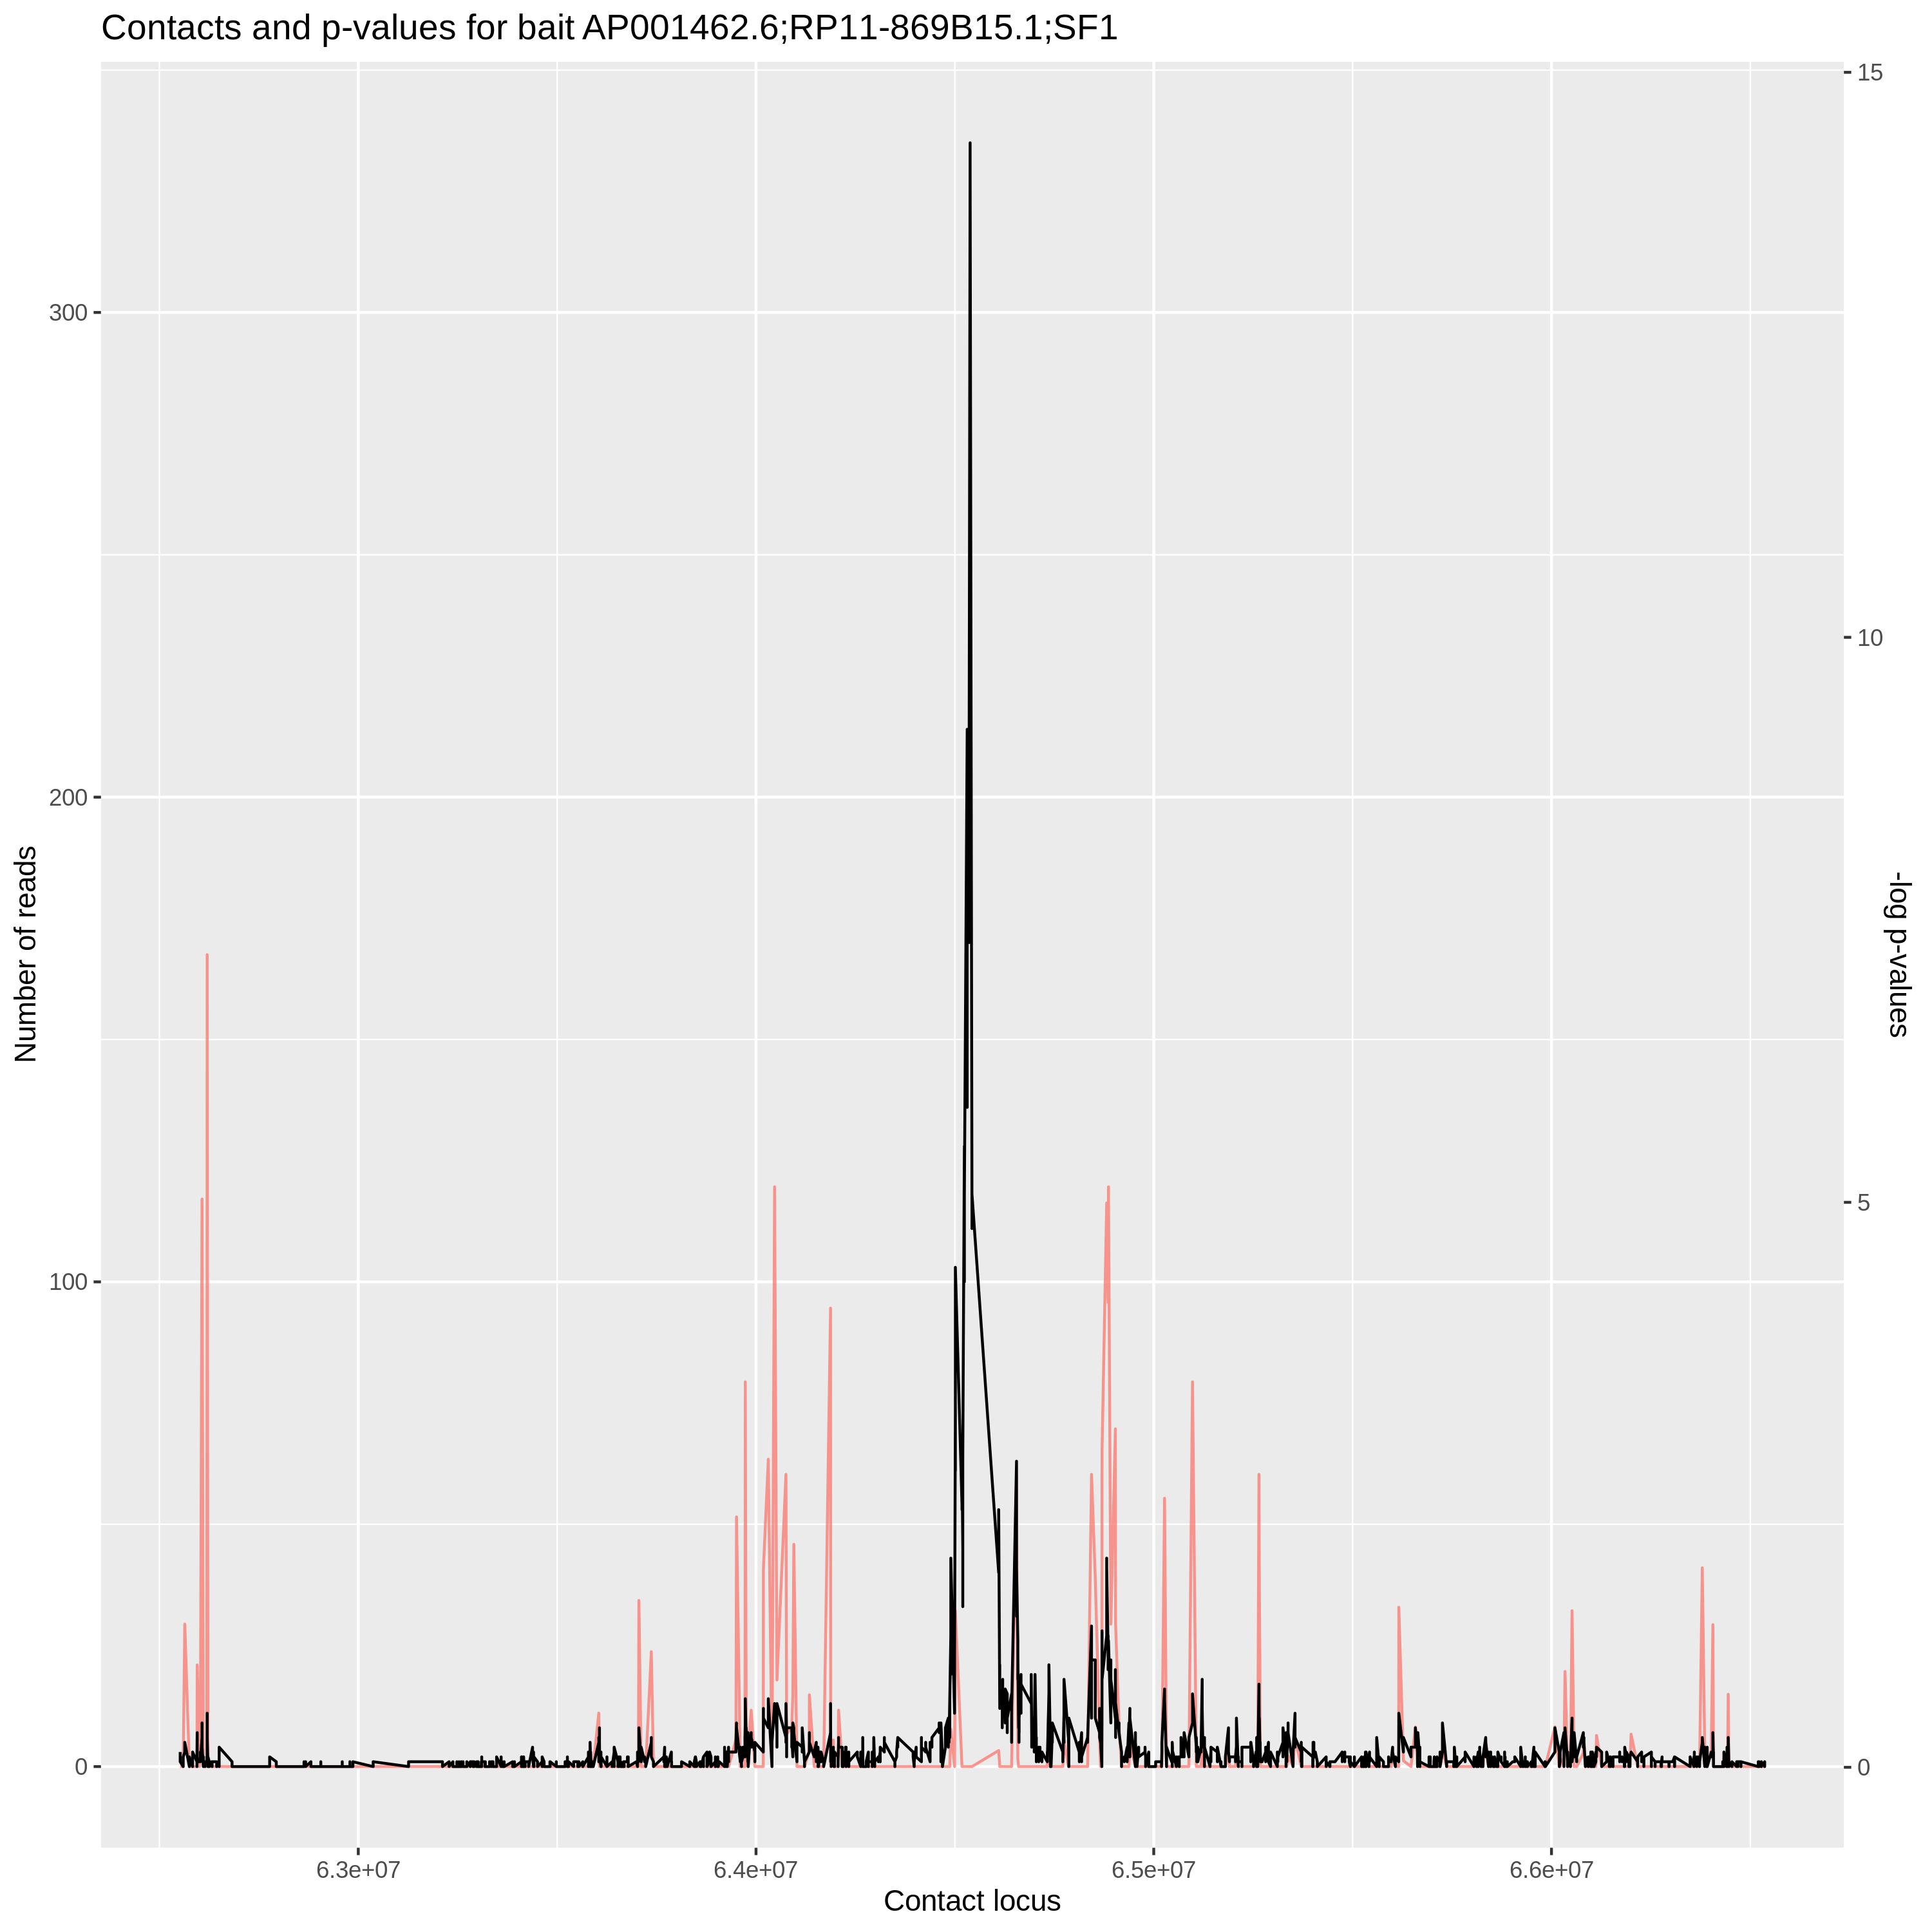 Contacts and p-values for bait AP001462.6;RP11-869B15.1;SF1
15
300
10
200
Number of reads
-log p-values
5
100
0
0
6.3e+07
6.4e+07
6.5e+07
6.6e+07
Contact locus